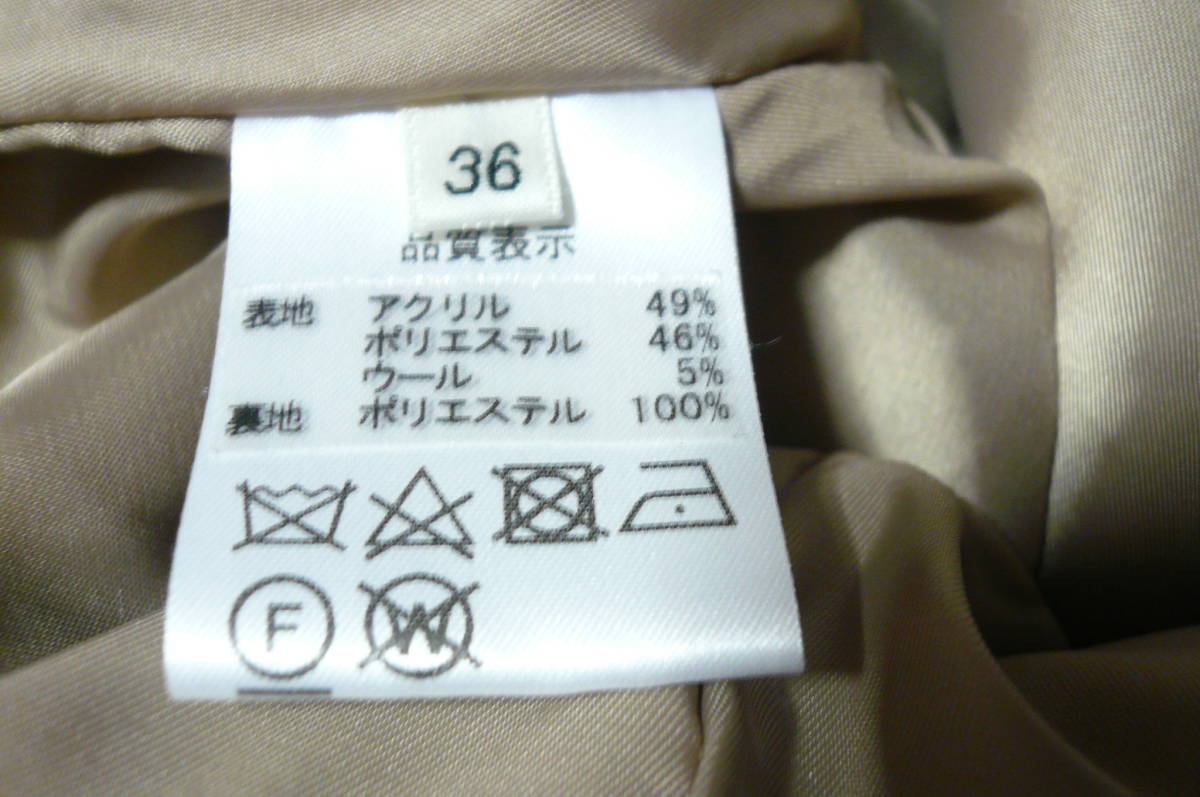 36
品質表示
表地 アクリル 49%
ポリエステル 46%
ウール 5%
裏地 ポリエステル 100%
F W